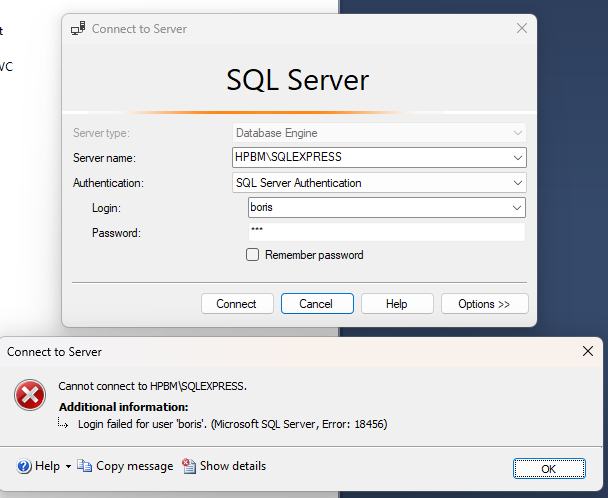 t
WC
Connect to Server
SQL Server
Server type: Database Engine
Server name: HPBM\SQLEXPRESS
Authentication: SQL Server Authentication
Login: boris
Password: ***
Remember password
Connect Cancel Help Options >>
Connect to Server
Cannot connect to HPBM\SQLEXPRESS.
Additional information:
Login failed for user 'boris'. (Microsoft SQL Server, Error: 18456)
Help Copy message Show details OK